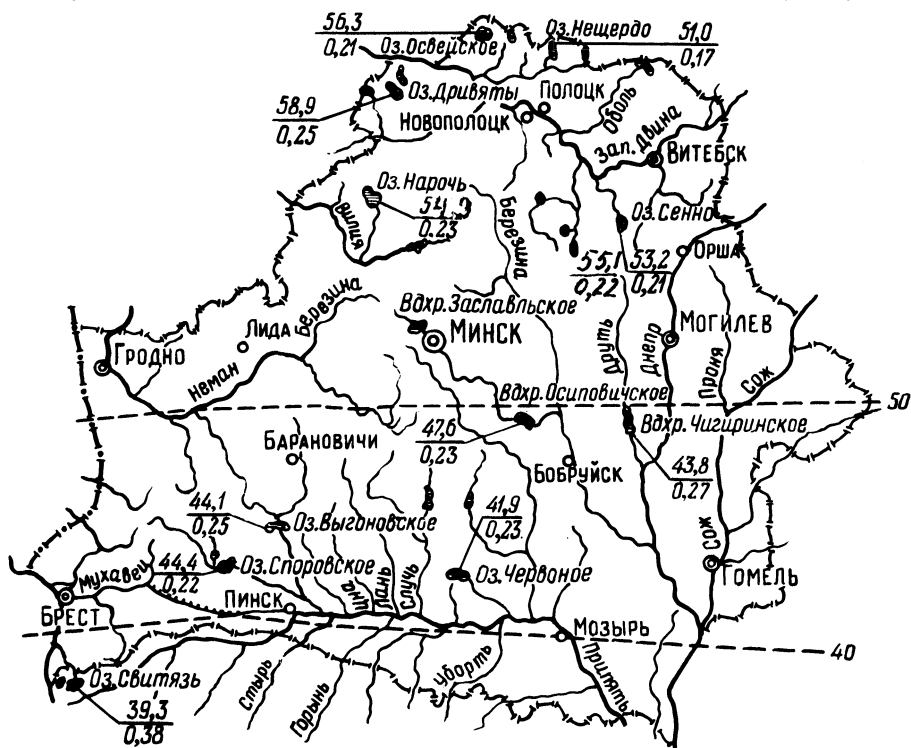 56,3
0,21
Оз.Освейское
Оз.Нещердо
51,0
0,17
58,9
0,25
Оз.Дривяты
Полоцк
Новополоцк
Оболь
Зап. Двина
Витебск
Оз.Нарочь
0,23
Вилия
Березина
Оз.Сенно
Орша
55,1
0,22
53,2
0,21
Березина
Лида
Вдхр.Заславльское
Минск
Могилев
Гродно
Неман
Друть
Днепр
Проня
Сож
Вдхр.Осиповичское
50
Вдхр.Чигиринское
47,6
0,23
Барановичи
Бобруйск
43,8
0,27
44,1
0,25
Оз.Выгоновское
41,9
0,23
Мухавец
44,4
0,22
Оз.Споровское
Цна
Лань
Случь
Оз.Червоное
Сож
Гомель
Брест
Пинск
Мозырь
40
Оз.Свитязь
39,3
0,38
Стырь
Горынь
Уборть
Припять